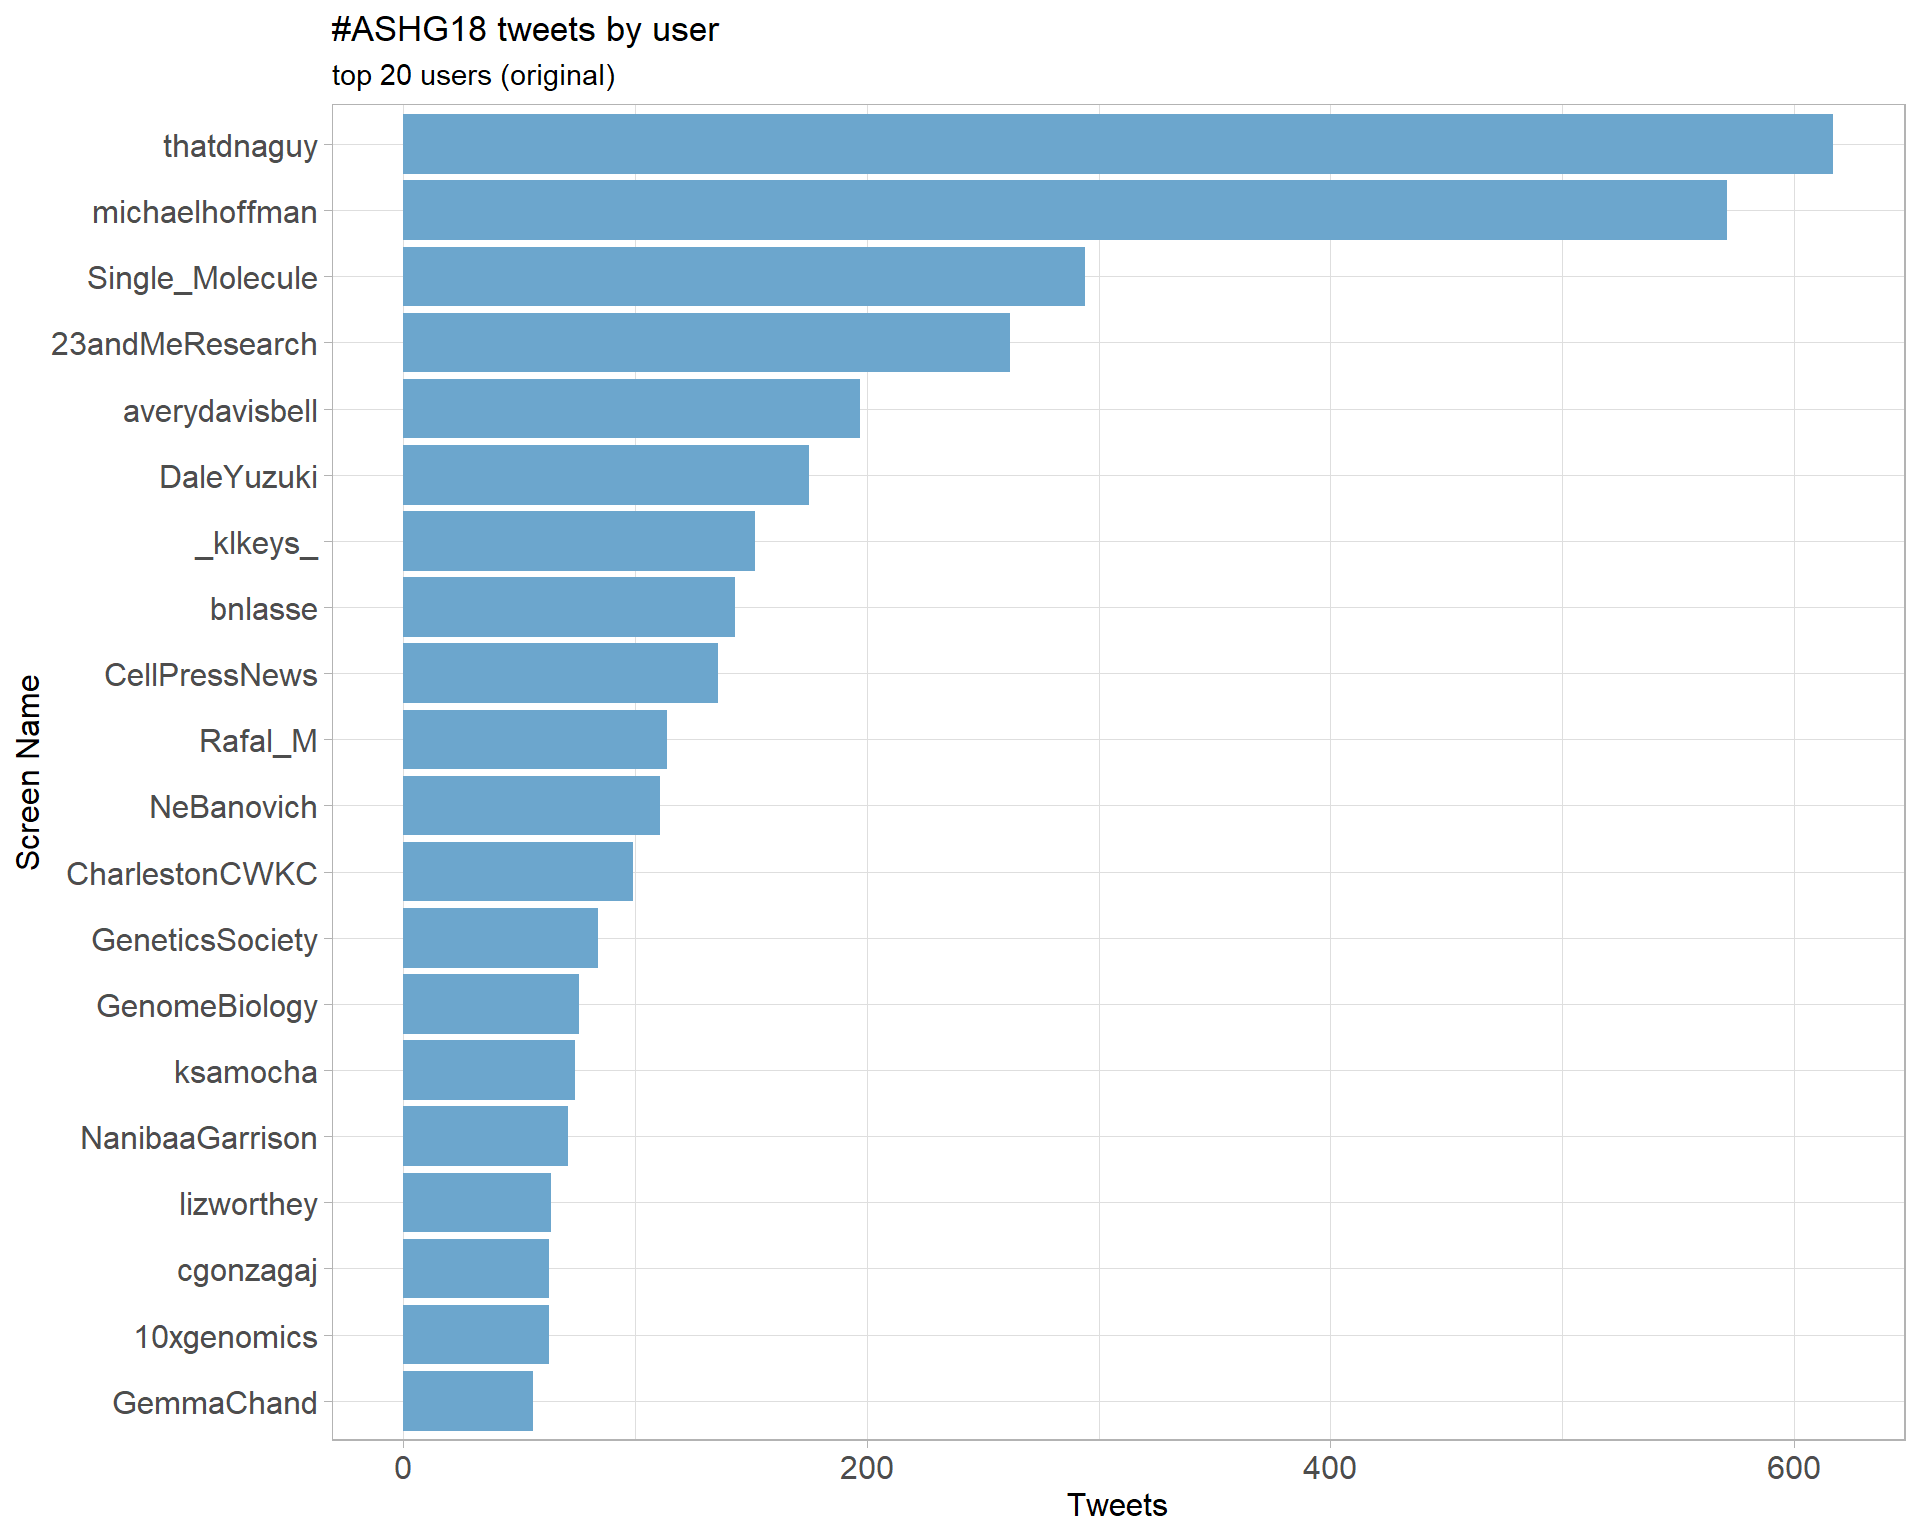 #ASHG18 tweets by user
top 20 users (original)
thatdnaguy
michaelhoffman
Single_Molecule
23andMeResearch
averydavisbell
DaleYuzuki
_klkeys_
bnlasse
CellPressNews
Rafal_M
NeBanovich
CharlestonCWKC
GeneticsSociety
GenomeBiology
ksamocha
NanibaaGarrison
lizworthey
cgonzagaj
10xgenomics
GemmaChand
Screen Name
0 200 400 600
Tweets